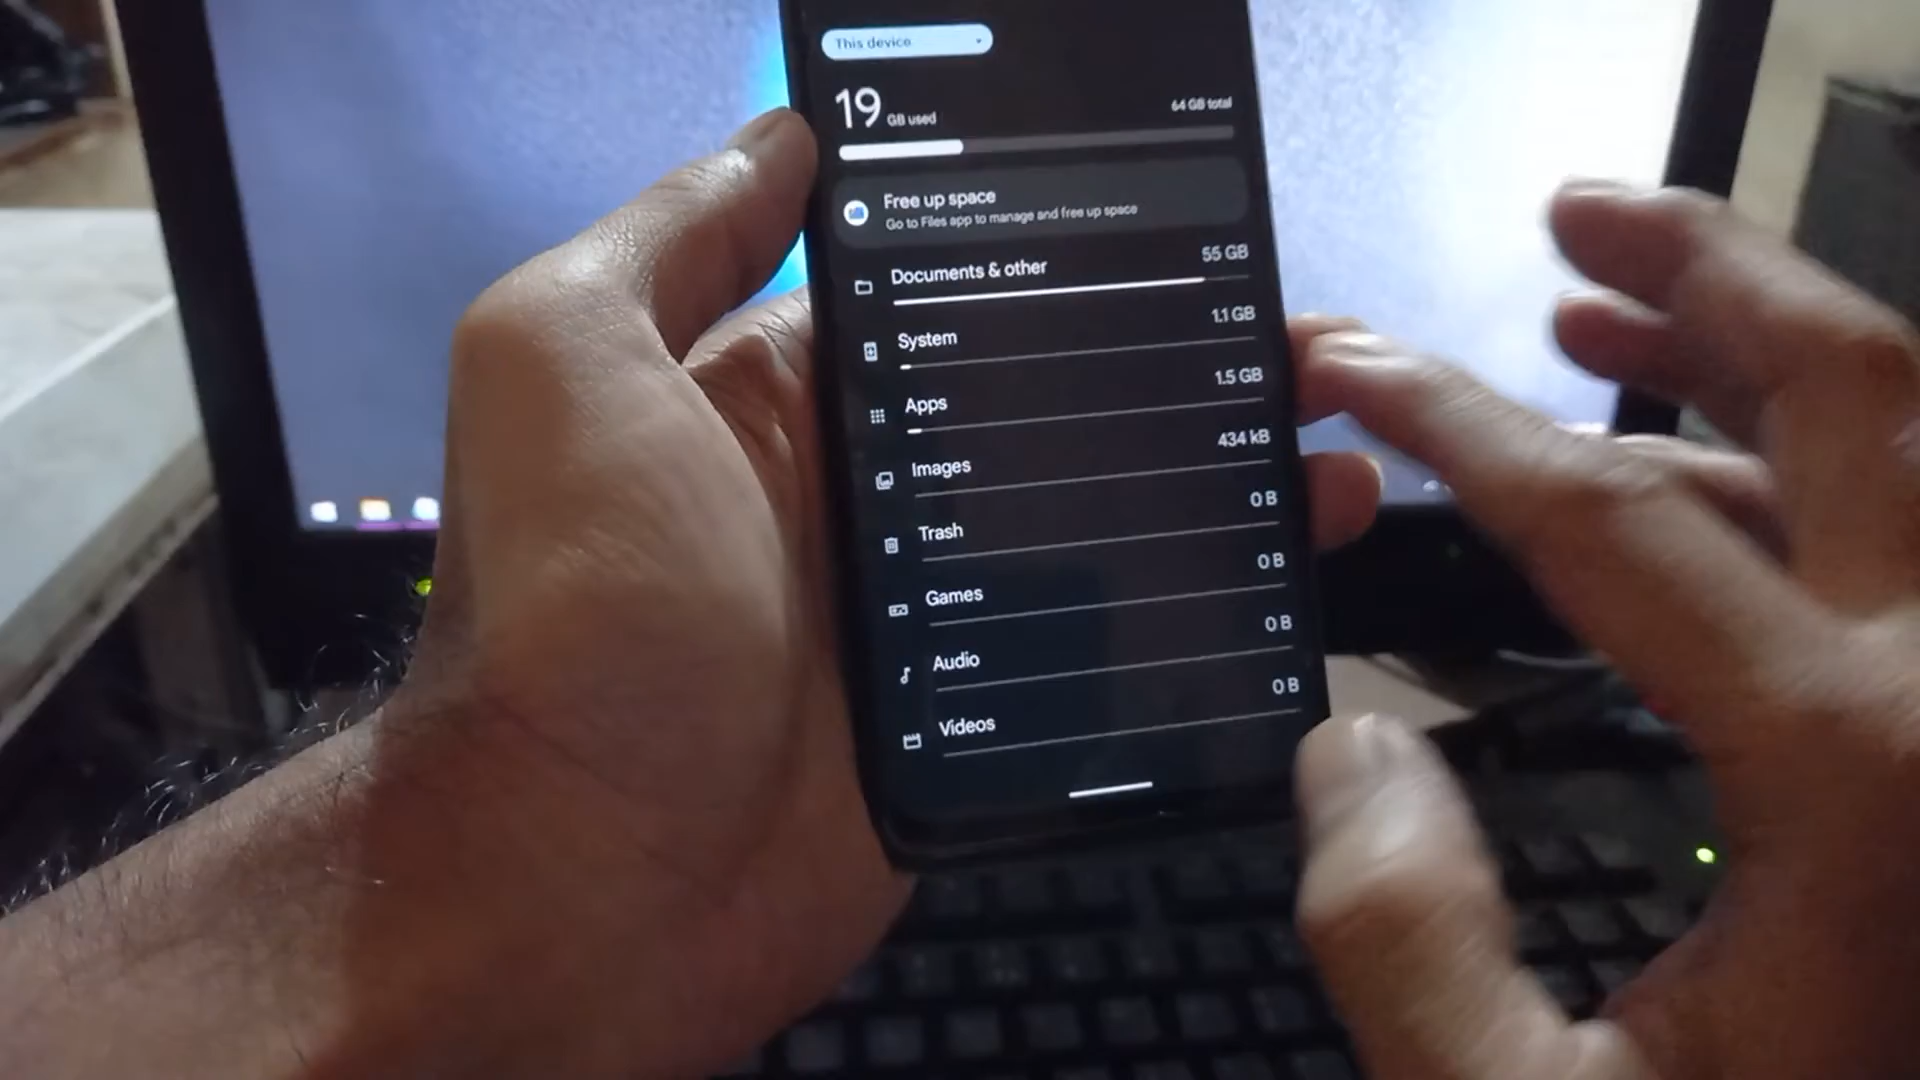 This device
19 GB used
64 GB total
Free up space
Go to Files app to manage and free up space
Documents & other
55 GB
System
1.1 GB
Apps
1.5 GB
Images
434 kB
Trash
0 B
Games
0 B
Audio
0 B
Videos
0 B